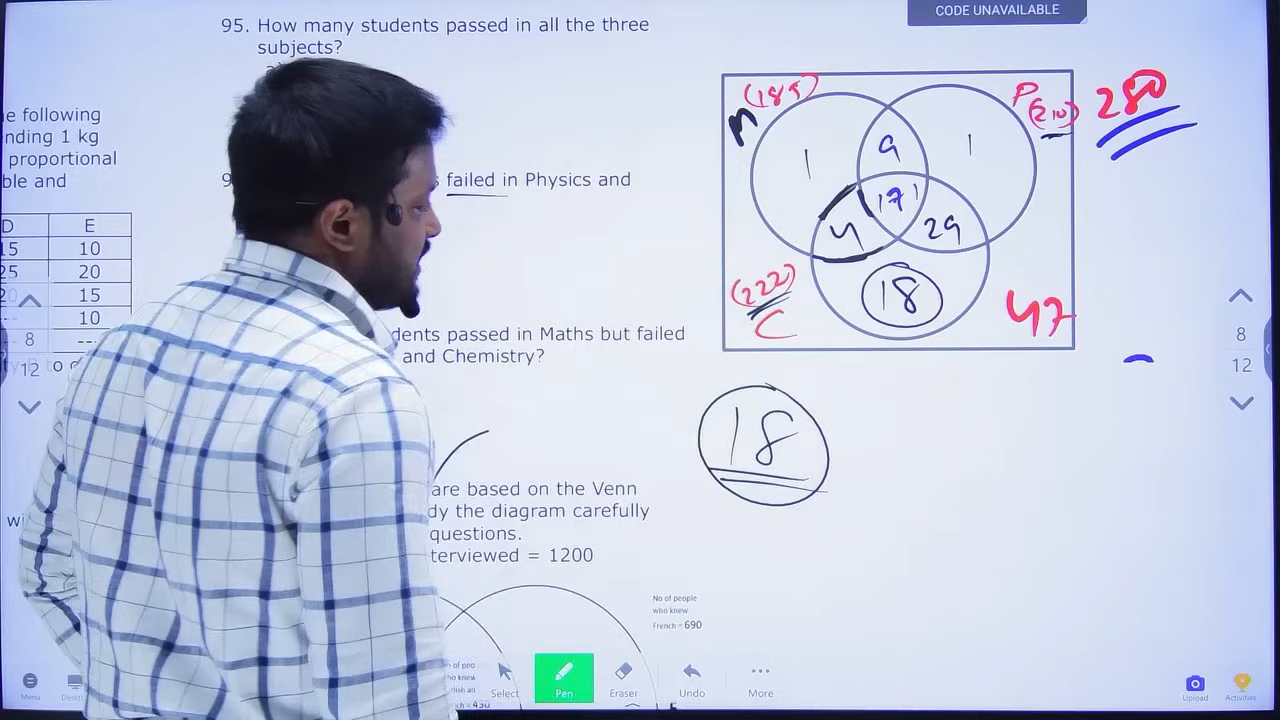 CODE UNAVAILABLE
95. How many students passed in all the three
subjects?
e following
nding 1 kg
proportional
ble and
D E
15 10
25 20
20 15
10
---
failed in Physics and
dents passed in Maths but failed
and Chemistry?
are based on the Venn
dy the diagram carefully
questions.
terviewed = 1200
No of people
who knew
French = 690
M (185)
P (210)
280
1
9
1
171
4
29
18
(222)
C
47
18
8
12
8
12
Menu
Select
Pen
Eraser
Undo
More
Upload
Activities